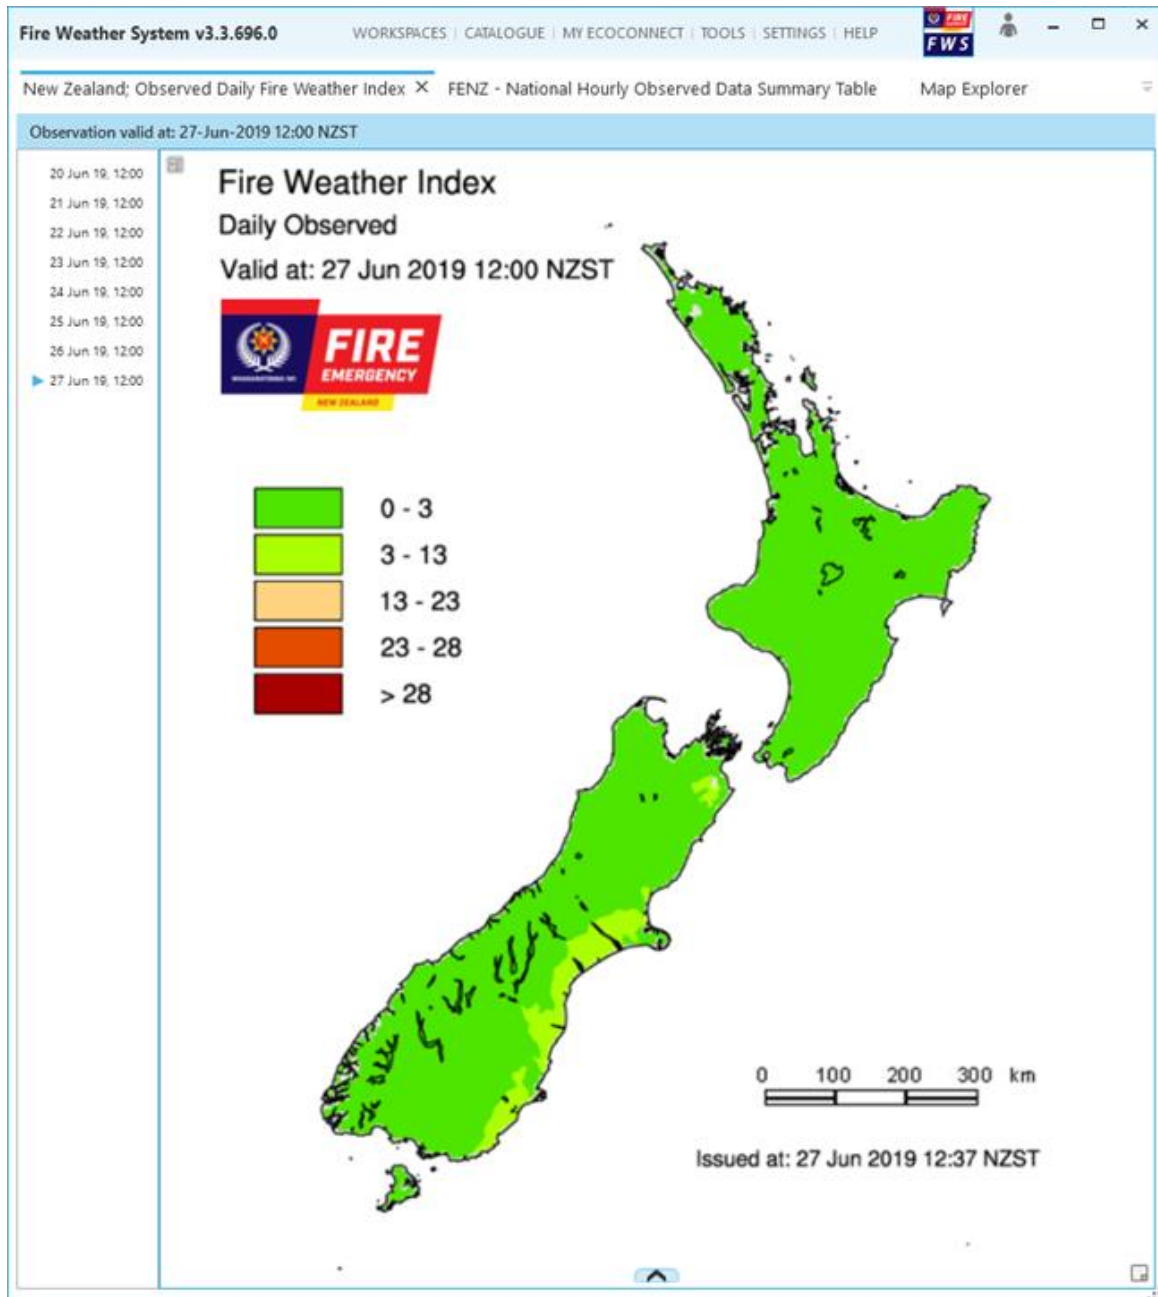 Fire Weather System v3.3.696.0
WORKSPACES | CATALOGUE | MY ECOCONNECT | TOOLS | SETTINGS | HELP
FIRE
FWS
New Zealand; Observed Daily Fire Weather Index ✕
FENZ - National Hourly Observed Data Summary Table
Map Explorer
Observation valid at: 27-Jun-2019 12:00 NZST
20 Jun 19, 12:00
21 Jun 19, 12:00
22 Jun 19, 12:00
23 Jun 19, 12:00
24 Jun 19, 12:00
25 Jun 19, 12:00
26 Jun 19, 12:00
27 Jun 19, 12:00
Fire Weather Index
Daily Observed
Valid at: 27 Jun 2019 12:00 NZST
FIRE
EMERGENCY
NEW ZEALAND
0 - 3
3 - 13
13 - 23
23 - 28
> 28
0 100 200 300 km
Issued at: 27 Jun 2019 12:37 NZST